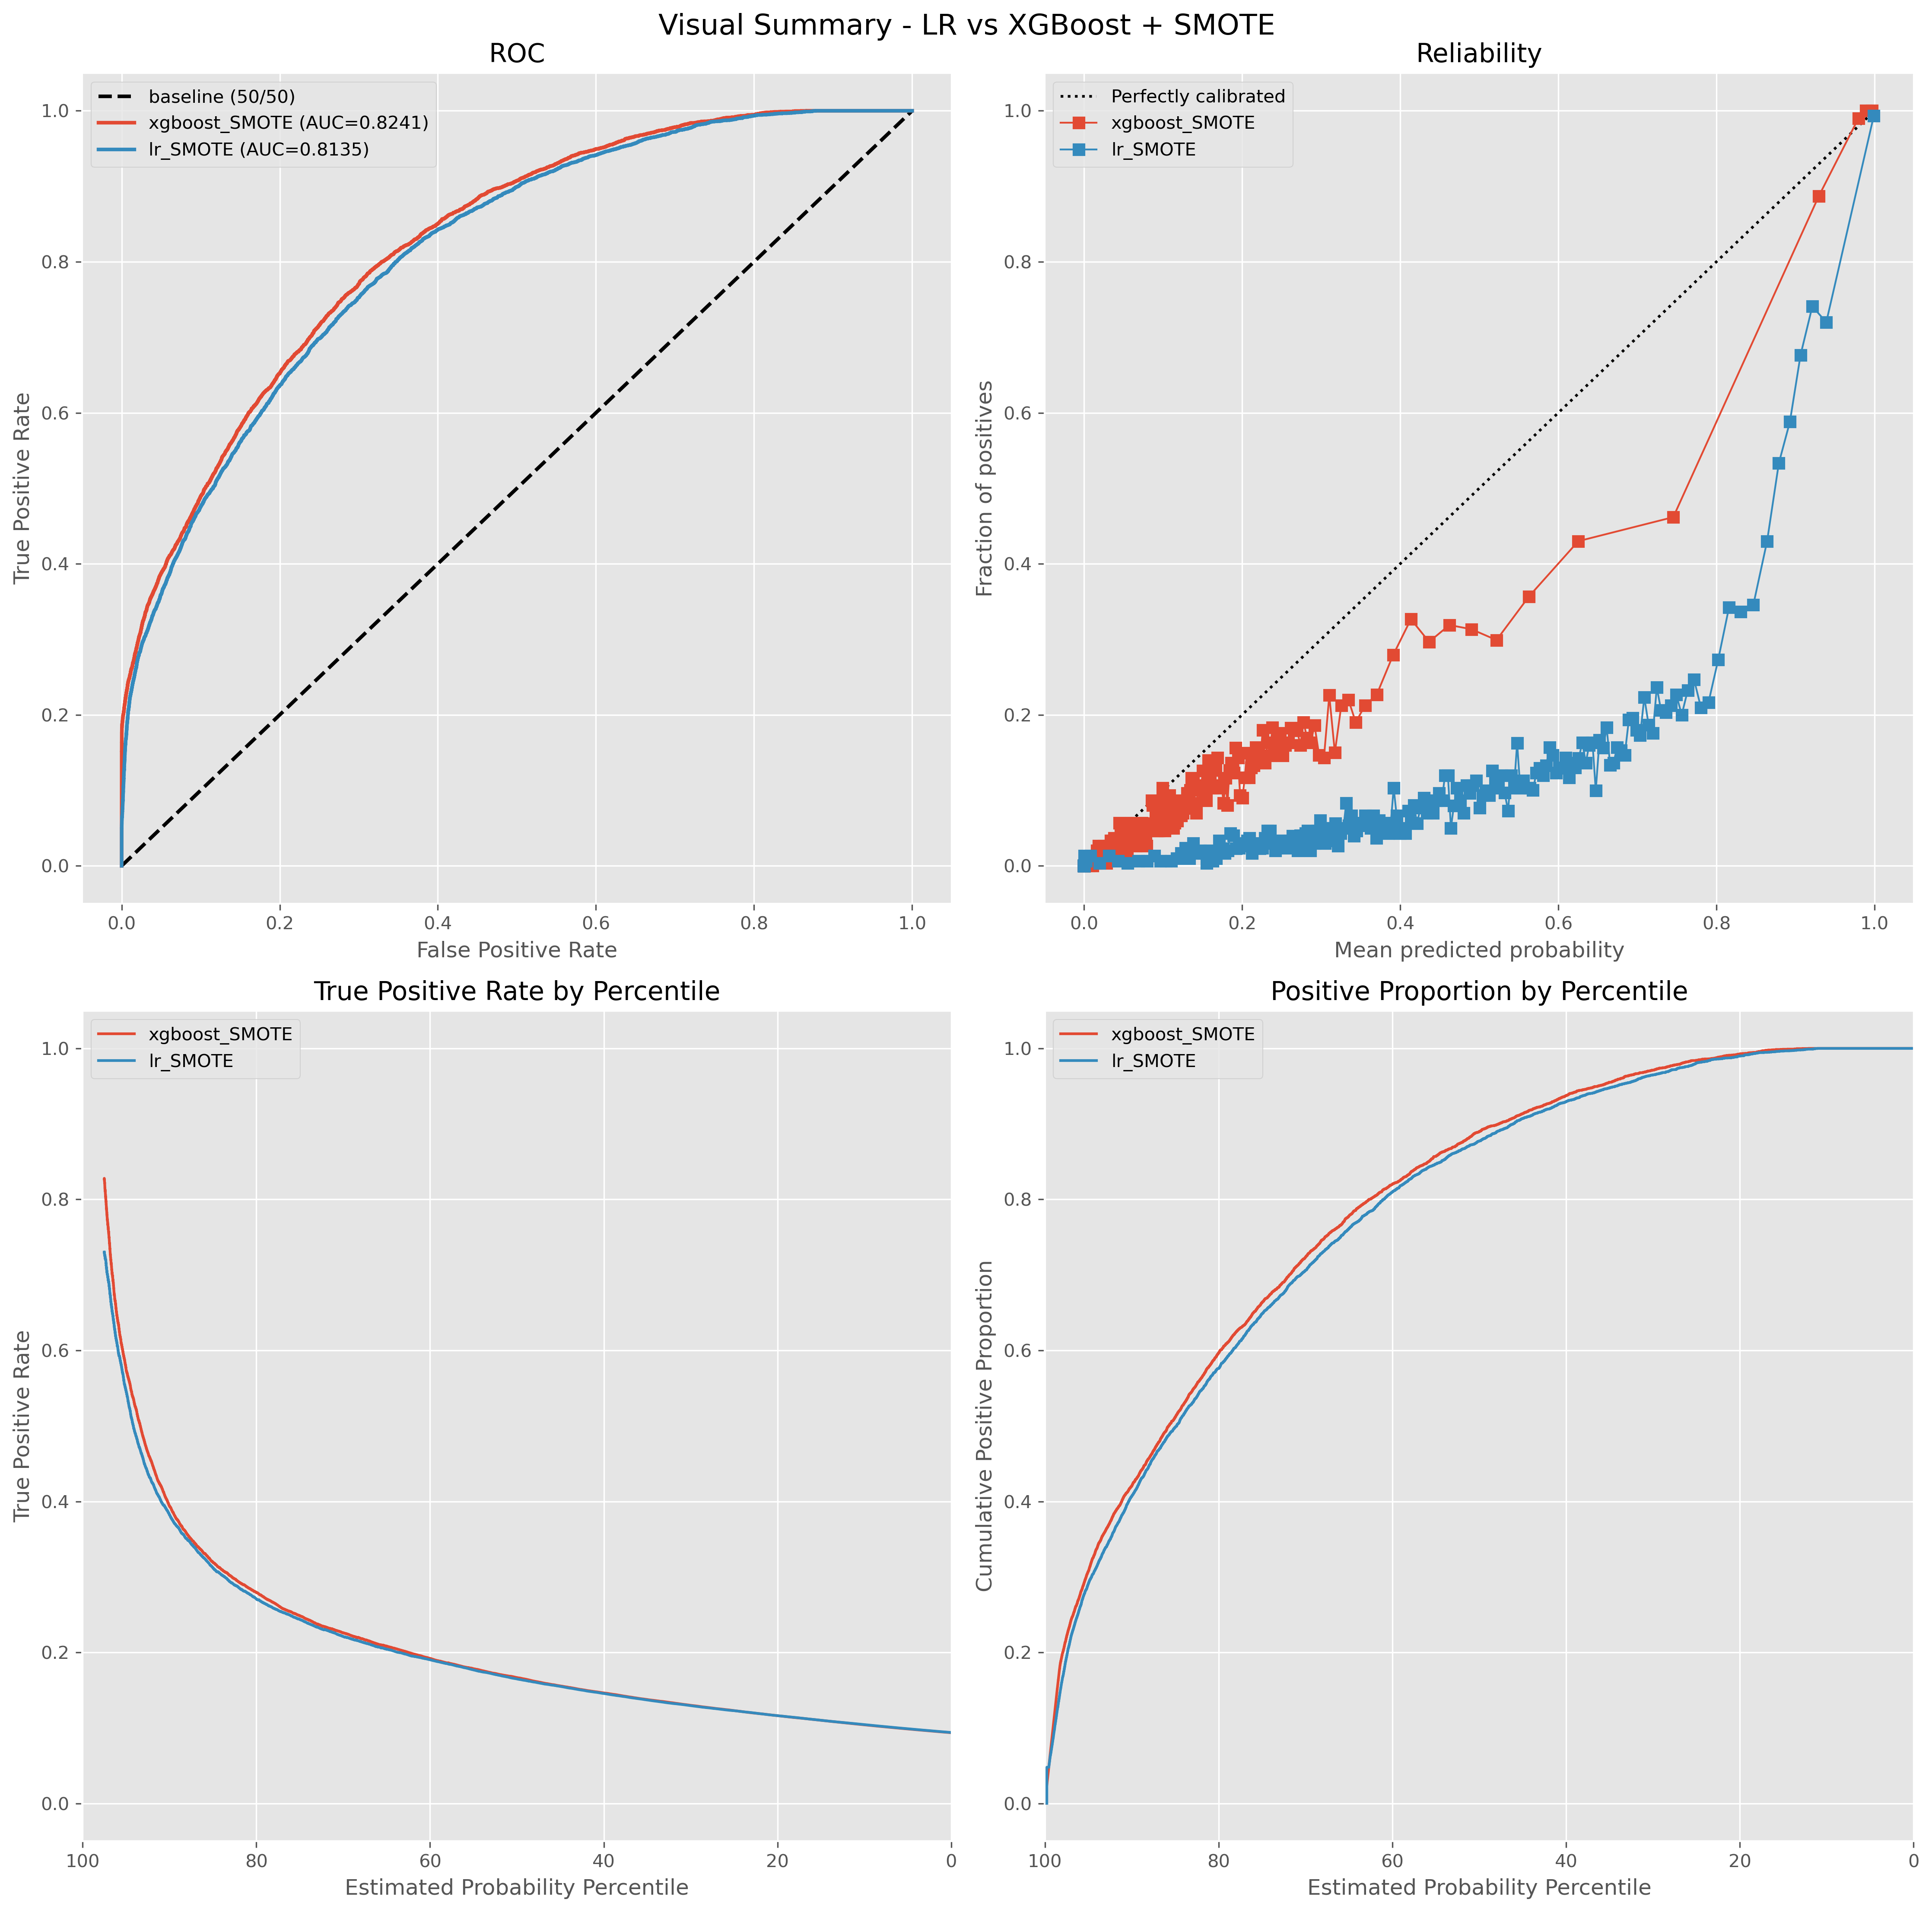 Visual Summary - LR vs XGBoost + SMOTE
ROC
baseline (50/50)
xgboost_SMOTE (AUC=0.8241)
lr_SMOTE (AUC=0.8135)
True Positive Rate
1.0
0.8
0.6
0.4
0.2
0.0
0.0 0.2 0.4 0.6 0.8 1.0
False Positive Rate
Reliability
Perfectly calibrated
xgboost_SMOTE
lr_SMOTE
Fraction of positives
1.0
0.8
0.6
0.4
0.2
0.0
0.0 0.2 0.4 0.6 0.8 1.0
Mean predicted probability
True Positive Rate by Percentile
xgboost_SMOTE
lr_SMOTE
True Positive Rate
1.0
0.8
0.6
0.4
0.2
0.0
100 80 60 40 20 0
Estimated Probability Percentile
Positive Proportion by Percentile
xgboost_SMOTE
lr_SMOTE
Cumulative Positive Proportion
1.0
0.8
0.6
0.4
0.2
0.0
100 80 60 40 20 0
Estimated Probability Percentile